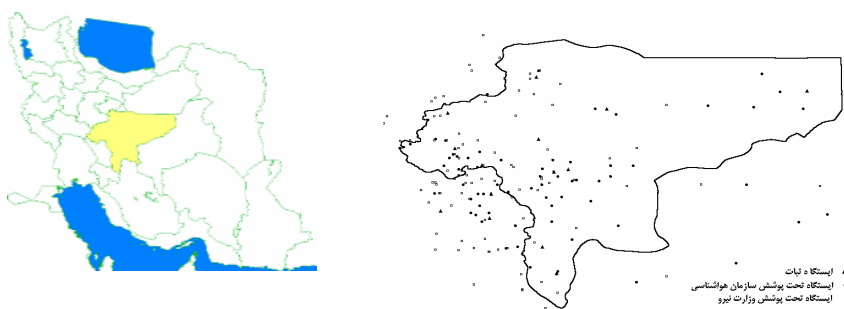 ایستگاه ثبات
ایستگاه تحت پوشش سازمان هواشناسی
ایستگاه تحت پوشش وزارت نیرو